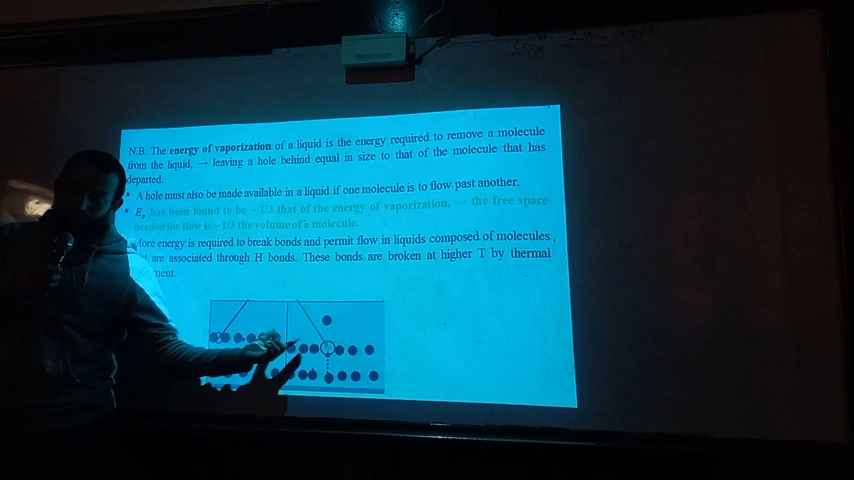 N.B. The energy of vaporization of a liquid is the energy required to remove a molecule
from the liquid, → leaving a hole behind equal in size to that of the molecule that has
departed.
• A hole must also be made available in a liquid if one molecule is to flow past another.
• Ev has been found to be ~ 1/3 that of the energy of vaporization, → the free space
needed for flow is ~ 1/3 the volume of a molecule.
fore energy is required to break bonds and permit flow in liquids composed of molecules,
are associated through H bonds. These bonds are broken at higher T by thermal
ment.